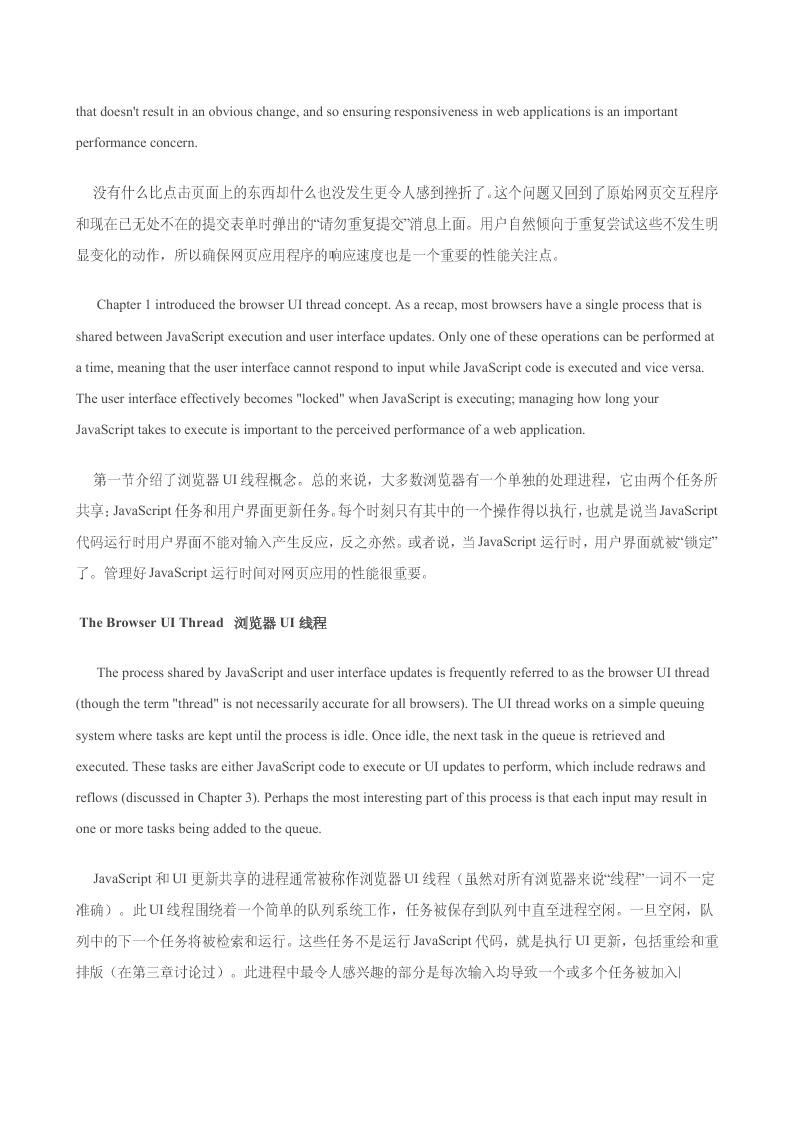 that doesn't result in an obvious change, and so ensuring responsiveness in web applications is an important
performance concern.
没有什么比点击页面上的东西却什么也没发生更令人感到挫折了。这个问题又回到了原始网页交互程序
和现在已无处不在的提交表单时弹出的“请勿重复提交”消息上面。用户自然倾向于重复尝试这些不发生明
显变化的动作，所以确保网页应用程序的响应速度也是一个重要的性能关注点。
Chapter 1 introduced the browser UI thread concept. As a recap, most browsers have a single process that is
shared between JavaScript execution and user interface updates. Only one of these operations can be performed at
a time, meaning that the user interface cannot respond to input while JavaScript code is executed and vice versa.
The user interface effectively becomes "locked" when JavaScript is executing; managing how long your
JavaScript takes to execute is important to the perceived performance of a web application.
第一节介绍了浏览器 UI 线程概念。总的来说，大多数浏览器有一个单独的处理进程，它由两个任务所
共享：JavaScript 任务和用户界面更新任务。每个时刻只有其中的一个操作得以执行，也就是说当 JavaScript
代码运行时用户界面不能对输入产生反应，反之亦然。或者说，当 JavaScript 运行时，用户界面就被“锁定”
了。管理好 JavaScript 运行时间对网页应用的性能很重要。
The Browser UI Thread 浏览器 UI 线程
The process shared by JavaScript and user interface updates is frequently referred to as the browser UI thread
(though the term "thread" is not necessarily accurate for all browsers). The UI thread works on a simple queuing
system where tasks are kept until the process is idle. Once idle, the next task in the queue is retrieved and
executed. These tasks are either JavaScript code to execute or UI updates to perform, which include redraws and
reflows (discussed in Chapter 3). Perhaps the most interesting part of this process is that each input may result in
one or more tasks being added to the queue.
JavaScript 和 UI 更新共享的进程通常被称作浏览器 UI 线程（虽然对所有浏览器来说“线程”一词不一定
准确）。此 UI 线程围绕着一个简单的队列系统工作，任务被保存到队列中直至进程空闲。一旦空闲，队
列中的下一个任务将被检索和运行。这些任务不是运行 JavaScript 代码，就是执行 UI 更新，包括重绘和重
排版（在第三章讨论过）。此进程中最令人感兴趣的部分是每次输入均导致一个或多个任务被加入|